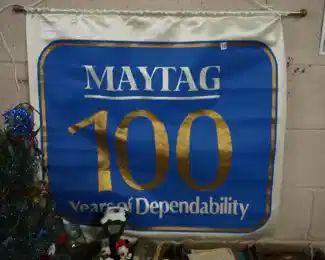 MAYTAG
100
Years of Dependability